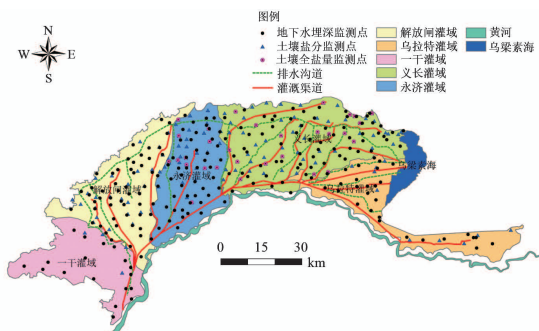 图例
地下水埋深监测点
土壤盐分监测点
土壤全盐量监测点
排水沟道
灌溉渠道
解放闸灌域
乌拉特灌域
一干灌域
义长灌域
永济灌域
黄河
乌梁素海
N
W E
S
义长灌域
乌梁素海
永济灌域
解放闸灌域
乌拉特灌域
一干灌域
0 15 30
km